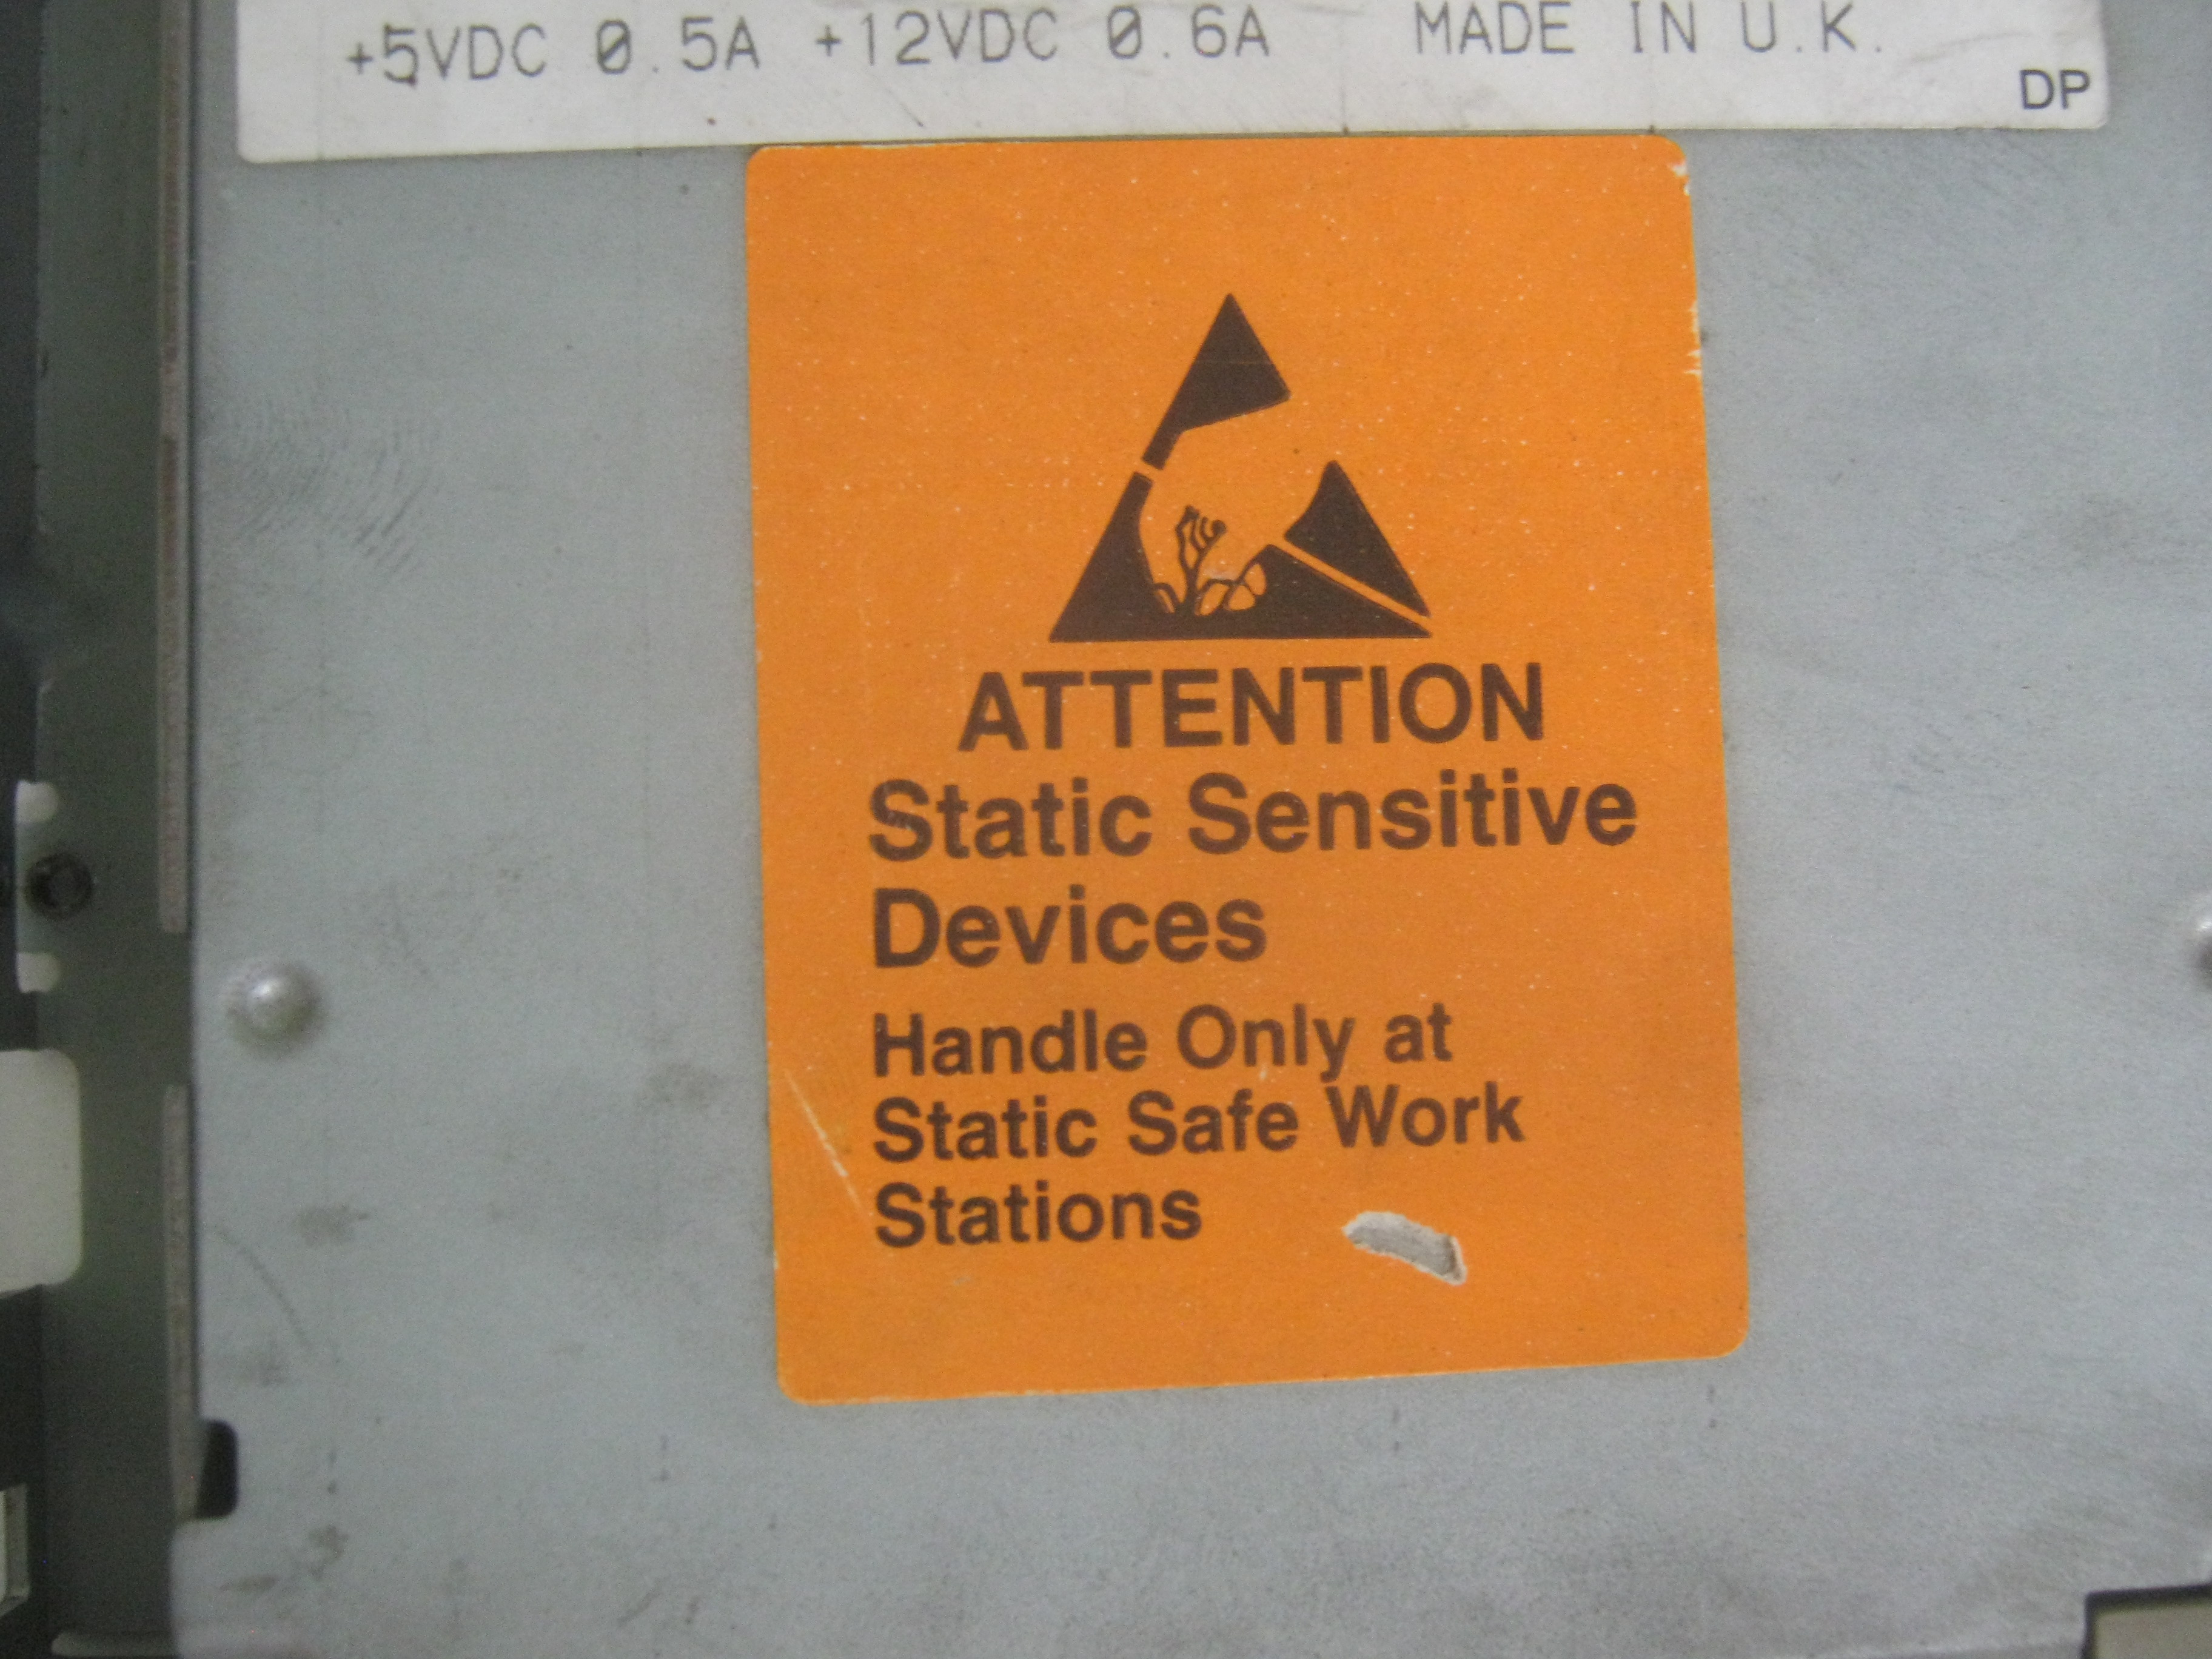 +5VDC 0.5A +12VDC 0.6A MADE IN U.K.
DP
ATTENTION
Static Sensitive
Devices
Handle Only at
Static Safe Work
Stations